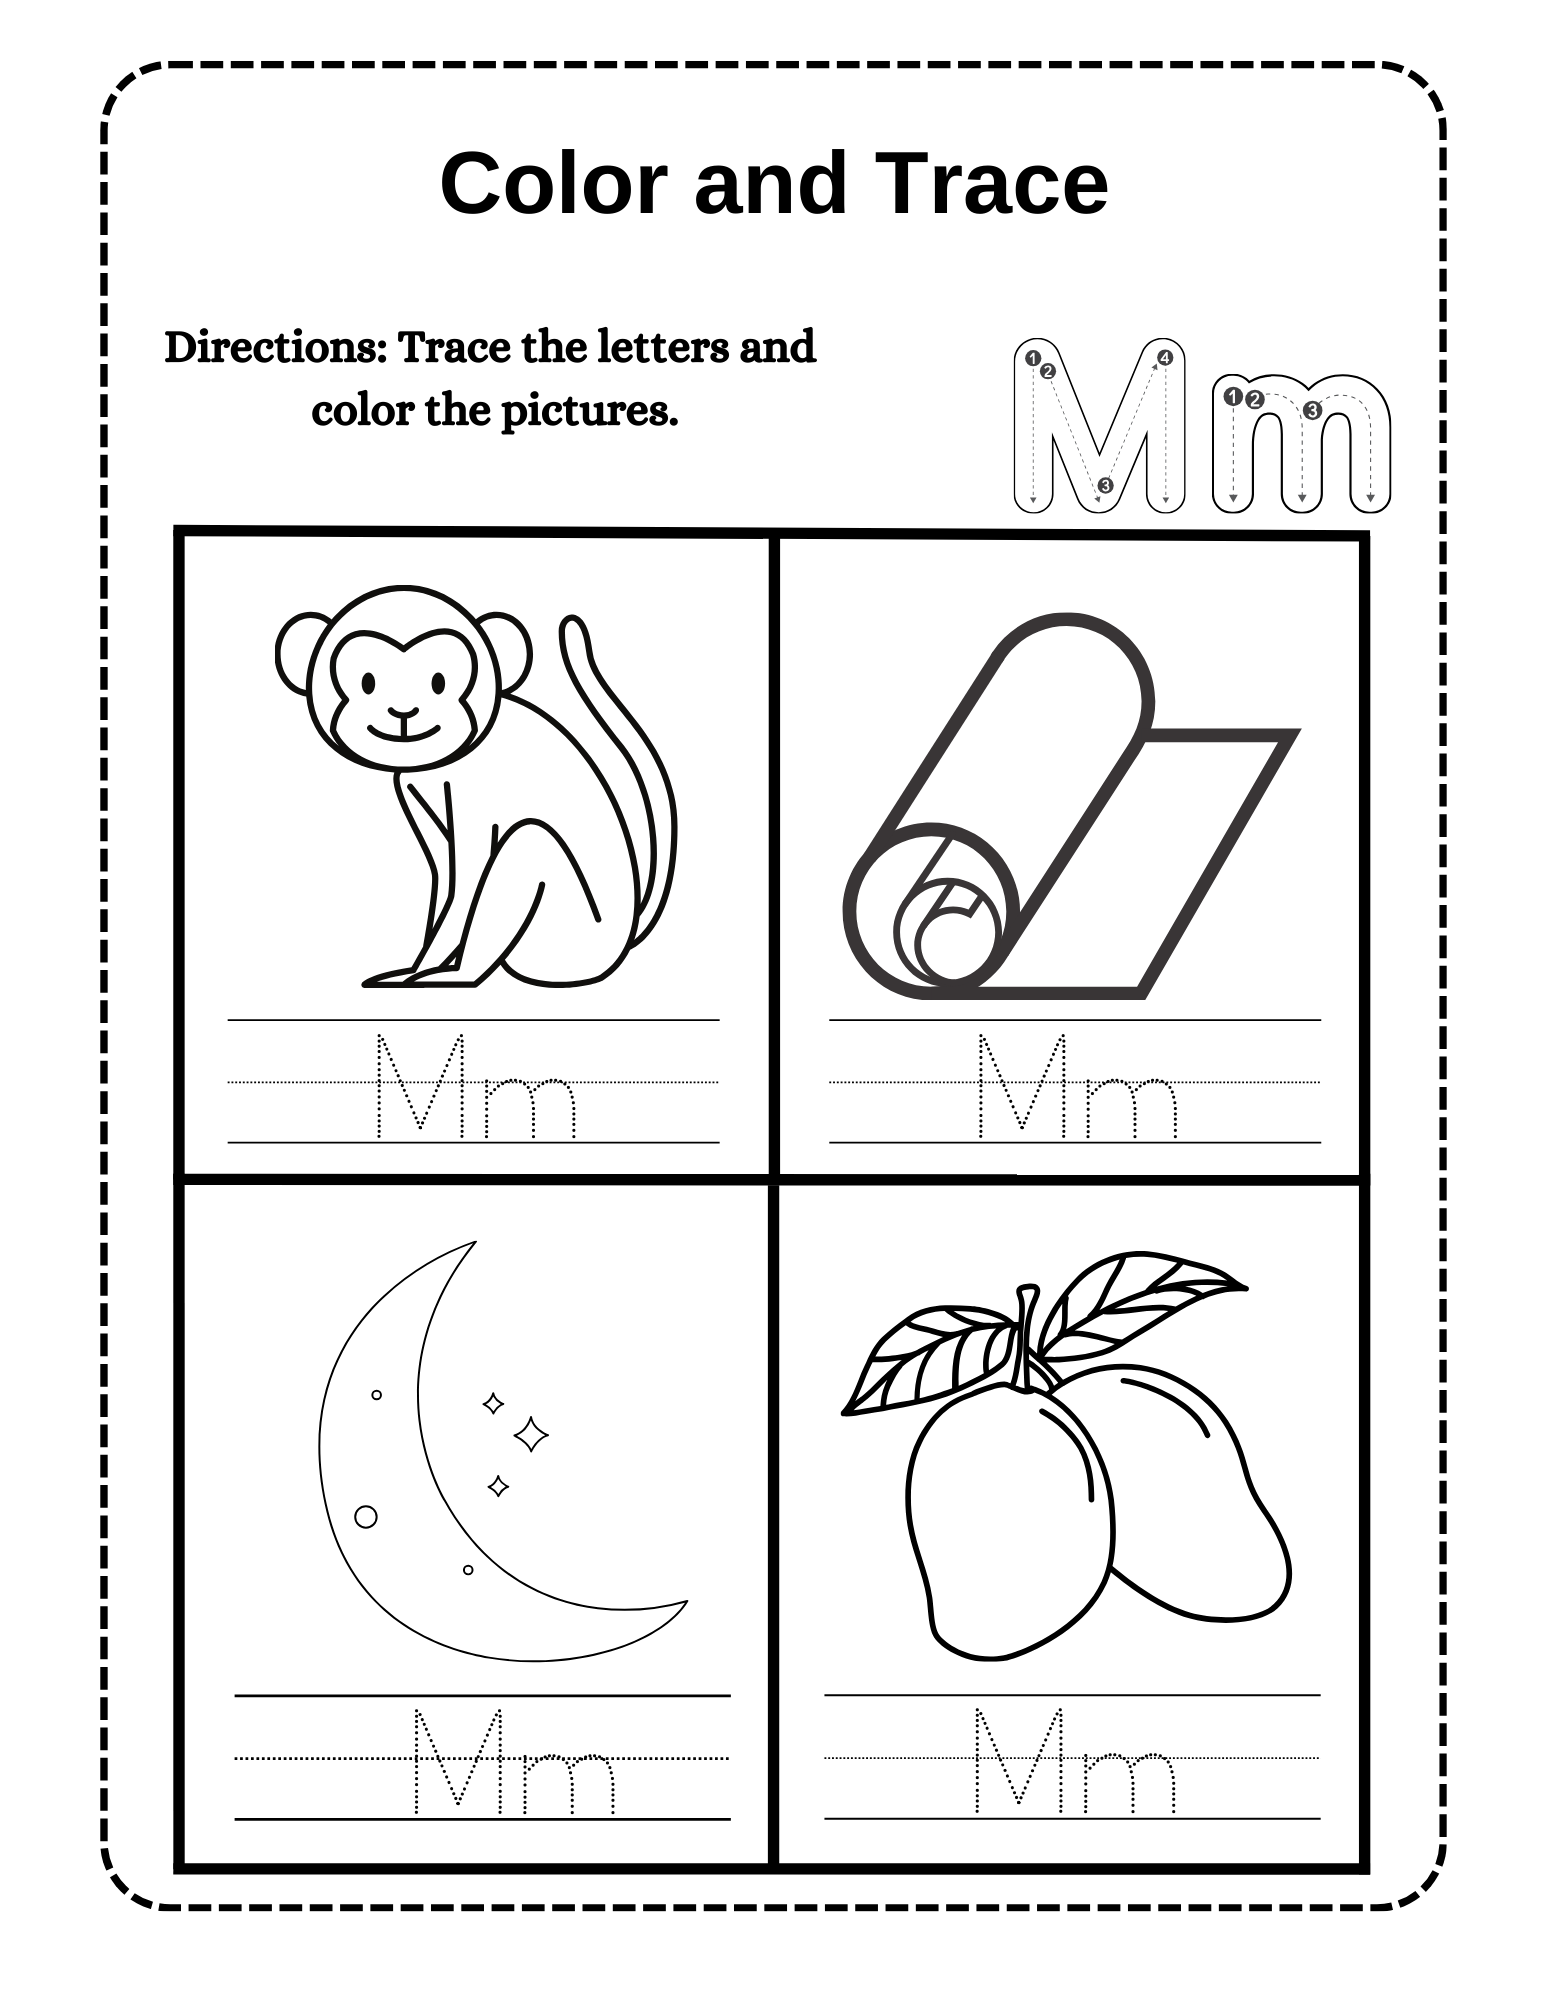 Color and Trace
Directions: Trace the letters and
color the pictures.
1 2 3 4 1 2 3
M m
Mm Mm
Mm Mm